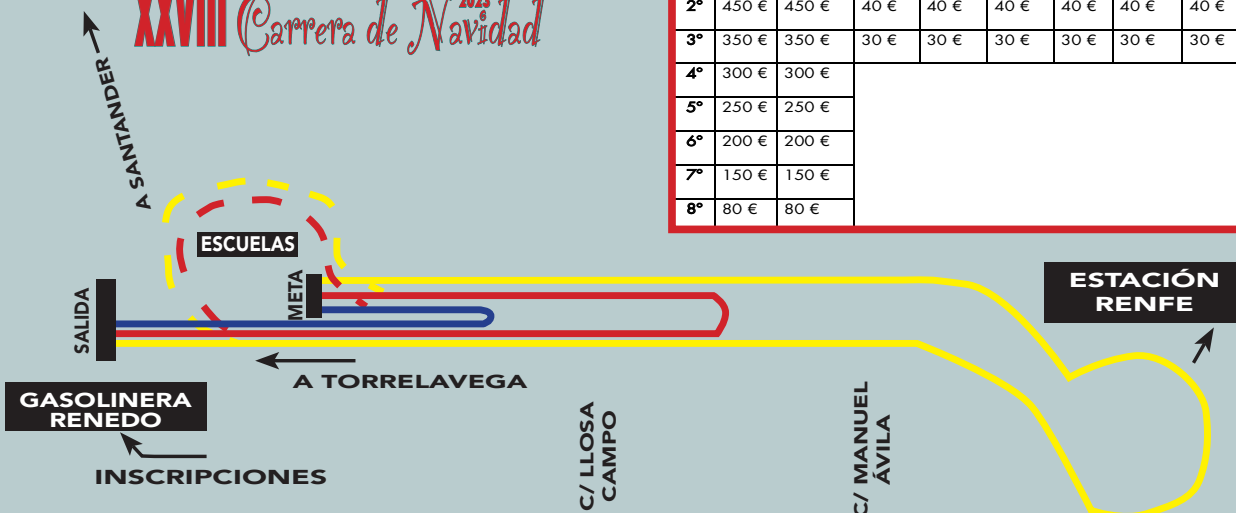 2023
XXVIII Carrera de Navidad
2º 450 € 450 € 40 € 40 € 40 € 40 € 40 € 40 €
3º 350 € 350 € 30 € 30 € 30 € 30 € 30 € 30 €
4º 300 € 300 €
5º 250 € 250 €
6º 200 € 200 €
7º 150 € 150 €
8º 80 € 80 €
A SANTANDER
ESCUELAS
META
SALIDA
ESTACIÓN
RENFE
A TORRELAVEGA
GASOLINERA
RENEDO
INSCRIPCIONES
C/ LLOSA
CAMPO
C/ MANUEL
ÁVILA